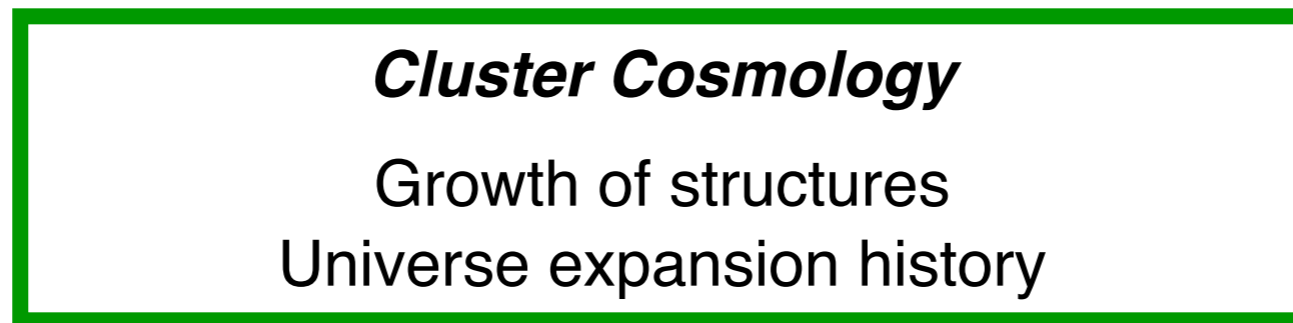 Cluster Cosmology
Growth of structures
Universe expansion history